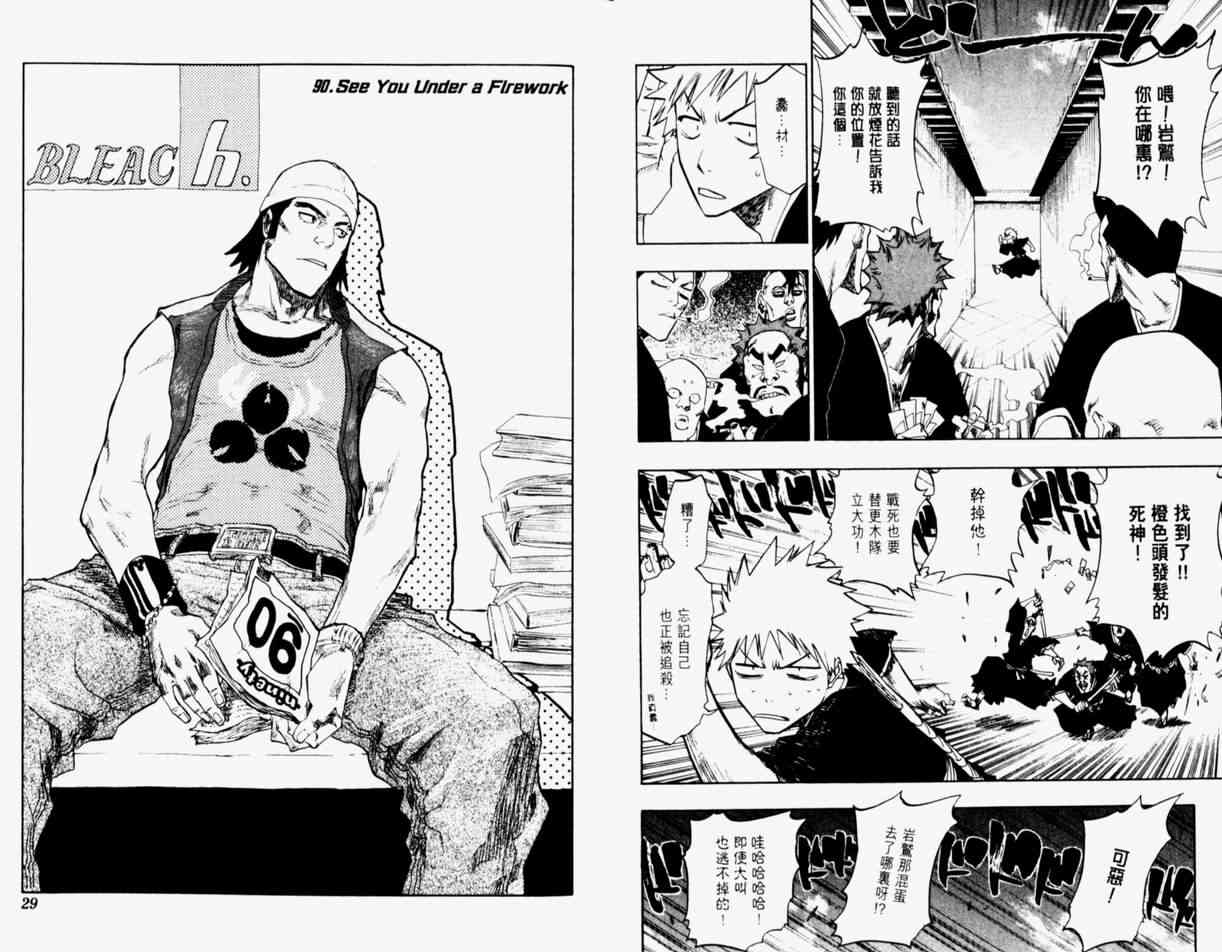 どーん
喂！岩鷲！
你在哪裏！？
聽到的話
就放煙花告訴我
你的位置！
你這個…
蠢…材…
找到了！！
橙色頭發髮的
死神！
幹掉他！
戰死也要
替更木隊
立大功！
糟了…
忘記自己
也正被追殺…
可惡！
岩鷲那混蛋
去了哪裏呀！？
哇哈哈哈哈！
即使大叫
也逃不掉的！
90. See You Under a Firework
BLEACh.
06
29